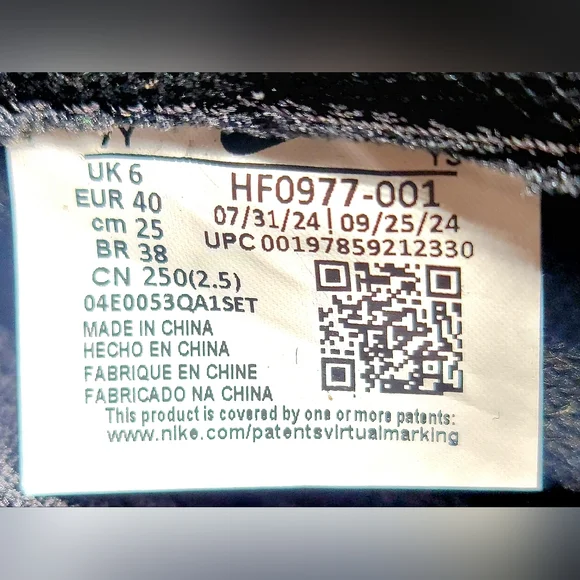 7Y
YS
UK 6
EUR 40
cm 25
BR 38
CN 250(2.5)
04E0053QA1SET
HF0977-001
07/31/24 | 09/25/24
UPC 00197859212330
MADE IN CHINA
HECHO EN CHINA
FABRIQUE EN CHINE
FABRICADO NA CHINA
This product is covered by one or more patents:
www.nike.com/patentsvirtualmarking